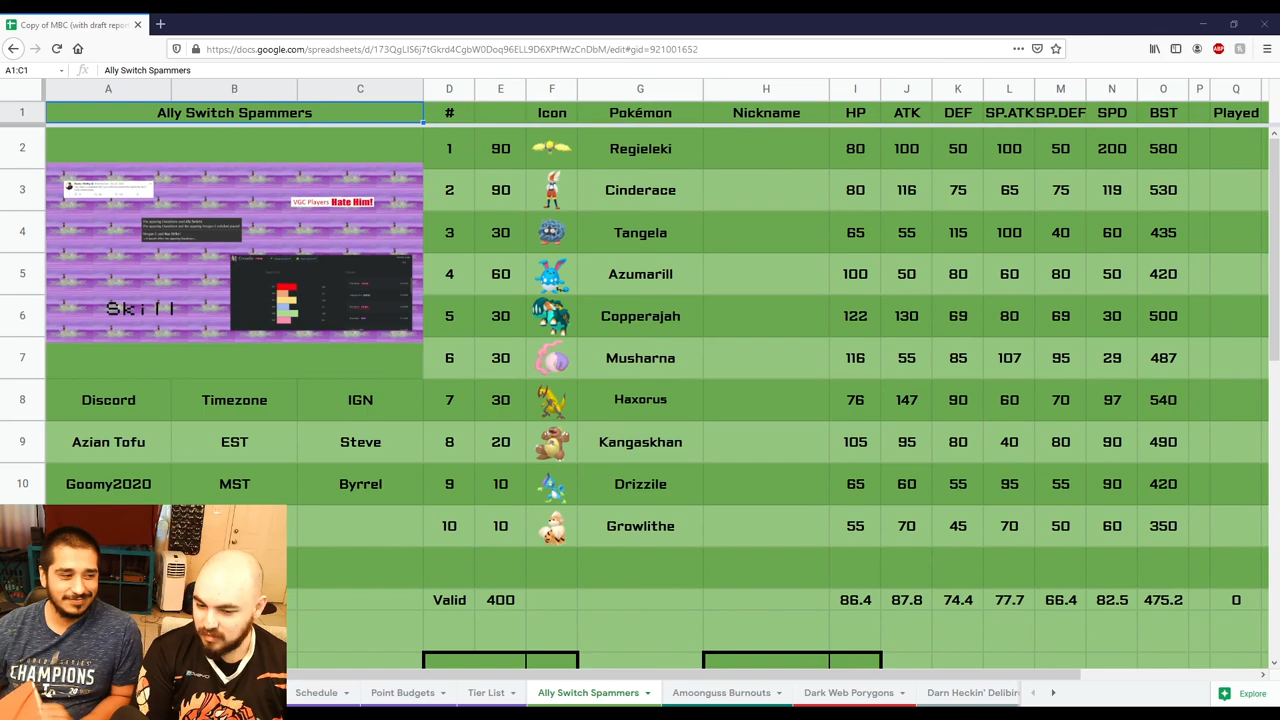 Copy of MBC (with draft repor
https://docs.google.com/spreadsheets/d/173QgLIS6j7tGkrd4CgbW0Doq96ELL9D6XPtfWzCnDbM/edit#gid=921001652
ABP
A1:C1 fx Ally Switch Spammers
A B C D E F G H I J K L M N O P Q
1 Ally Switch Spammers # Icon Pokémon Nickname HP ATK DEF SP.ATK SP.DEF SPD BST Played
2 1 90 Regieleki 80 100 50 100 50 200 580
VGC Players Hate Him!
3 2 90 Cinderace 80 116 75 65 75 119 530
4 3 30 Tangela 65 55 115 100 40 60 435
5 4 60 Azumarill 100 50 80 60 80 50 420
Skill
6 5 30 Copperajah 122 130 69 80 69 30 500
7 6 30 Musharna 116 55 85 107 95 29 487
8 Discord Timezone IGN 7 30 Haxorus 76 147 90 60 70 97 540
9 Azian Tofu EST Steve 8 20 Kangaskhan 105 95 80 40 80 90 490
10 Goomy2020 MST Byrrel 9 10 Drizzile 65 60 55 95 55 90 420
10 10 Growlithe 55 70 45 70 50 60 350
Valid 400 86.4 87.8 74.4 77.7 66.4 82.5 475.2 0
WORLD SERIES
CHAMPIONS
Schedule Point Budgets Tier List Ally Switch Spammers Amoonguss Burnouts Dark Web Porygons Darn Heckin' Delibir Explore